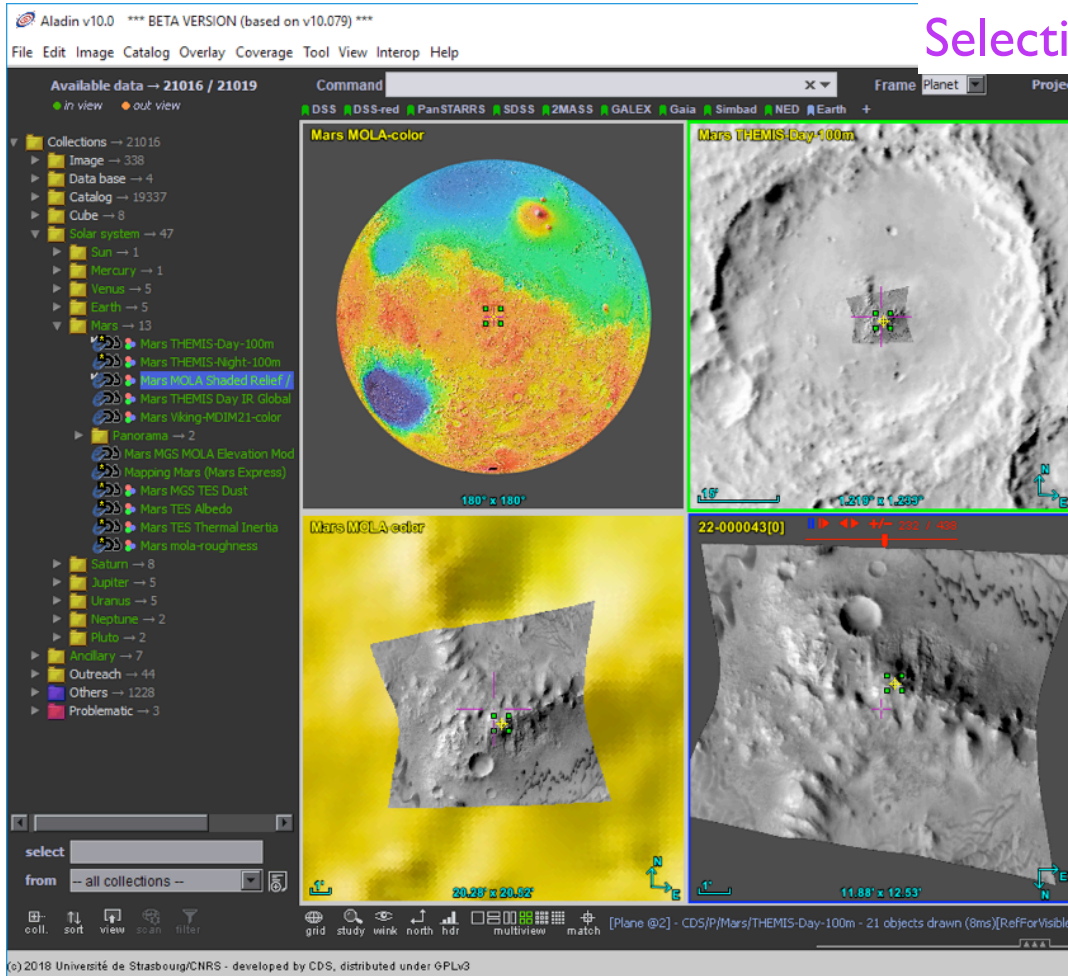 Aladin v10.0 *** BETA VERSION (based on v10.079) ***
Selecti
File Edit Image Catalog Overlay Coverage Tool View Interop Help
Available data → 21016 / 21019
in view out view
Command
Frame Planet
Proje
DSS DSS-red PanSTARRS SDSS 2MASS GALEX Gaia Simbad NED Earth +
Collections → 21016
Image → 338
Data base → 4
Catalog → 19337
Cube → 8
Solar system → 47
Sun → 1
Mercury → 1
Venus → 5
Earth → 5
Mars → 13
Mars THEMIS-Day-100m
Mars THEMIS-Night-100m
Mars MOLA Shaded Relief /
Mars THEMIS Day IR Global
Mars Viking-MDIM21-color
Panorama → 2
Mars MGS MOLA Elevation Mod
Mapping Mars (Mars Express)
Mars MGS TES Dust
Mars TES Albedo
Mars TES Thermal Inertia
Mars mola-roughness
Saturn → 8
Jupiter → 5
Uranus → 5
Neptune → 2
Pluto → 2
Ancillary → 7
Outreach → 44
Others → 1228
Problematic → 3
select
from -- all collections --
coll. sort view scan filter
Mars MOLA-color
180° x 180°
Mars THEMIS-Day-100m
N
E
1.219° x 1.299°
Mars MOLA-color
N
E
1'
20.28' x 20.82'
22-000043[0] +/- 232 / 438
1'
11.88' x 12.53'
E
N
grid study wink north hdr multiview match [Plane @2] - CDS/P/Mars/THEMIS-Day-100m - 21 objects drawn (8ms)[RefForVisible
(c) 2018 Université de Strasbourg/CNRS - developed by CDS, distributed under GPLv3